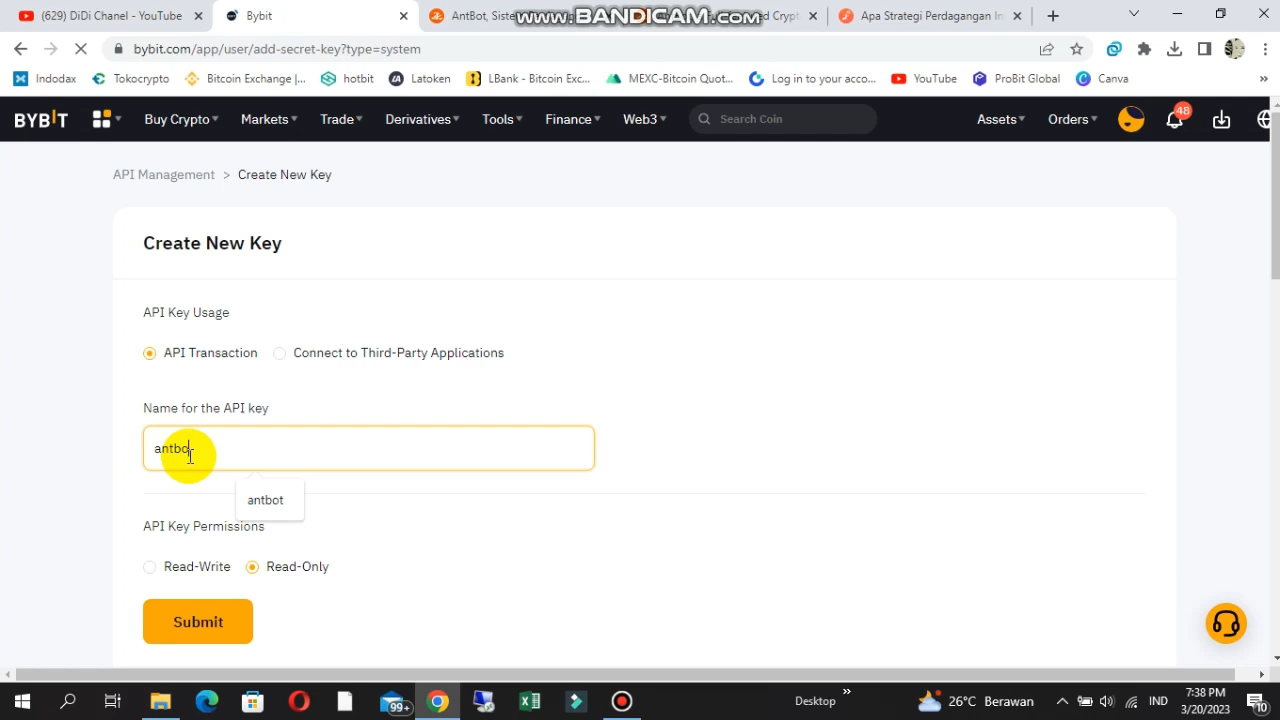 (629) DiDi Chanel - YouTube
Bybit
AntBot, Sistem
Apa Strategi Perdagangan In
www.BANDICAM.com
bybit.com/app/user/add-secret-key?type=system
Indodax
Tokocrypto
Bitcoin Exchange |...
hotbit
Latoken
LBank - Bitcoin Exc...
MEXC-Bitcoin Quot...
Log in to your acco...
YouTube
ProBit Global
Canva
»
BYBIT
Buy Crypto
Markets
Trade
Derivatives
Tools
Finance
Web3
Search Coin
Assets
Orders
48
API Management > Create New Key
Create New Key
API Key Usage
API Transaction
Connect to Third-Party Applications
Name for the API key
antbo
antbot
API Key Permissions
Read-Write
Read-Only
Submit
99+
Desktop
»
26°C Berawan
IND
7:38 PM
3/20/2023
10